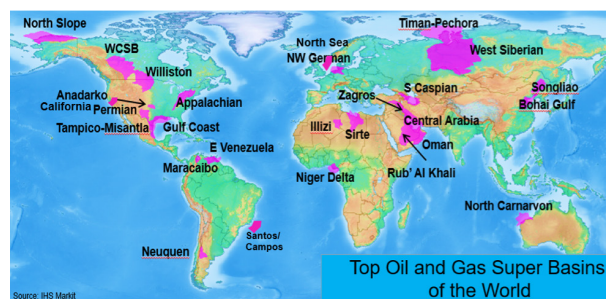 North Slope
Timan-Pechora
WCSB
North Sea
NW German
West Siberian
Williston
Anadarko
California
Permian
Appalachian
Zagros
S Caspian
Songliao
Bohai Gulf
Tampico-Misantla
Gulf Coast
Illizi
Sirte
Central Arabia
Oman
E Venezuela
Maracaibo
Niger Delta
Rub' Al Khali
North Carnarvon
Santos/
Campos
Neuquen
Top Oil and Gas Super Basins
of the World
Source: IHS Markit